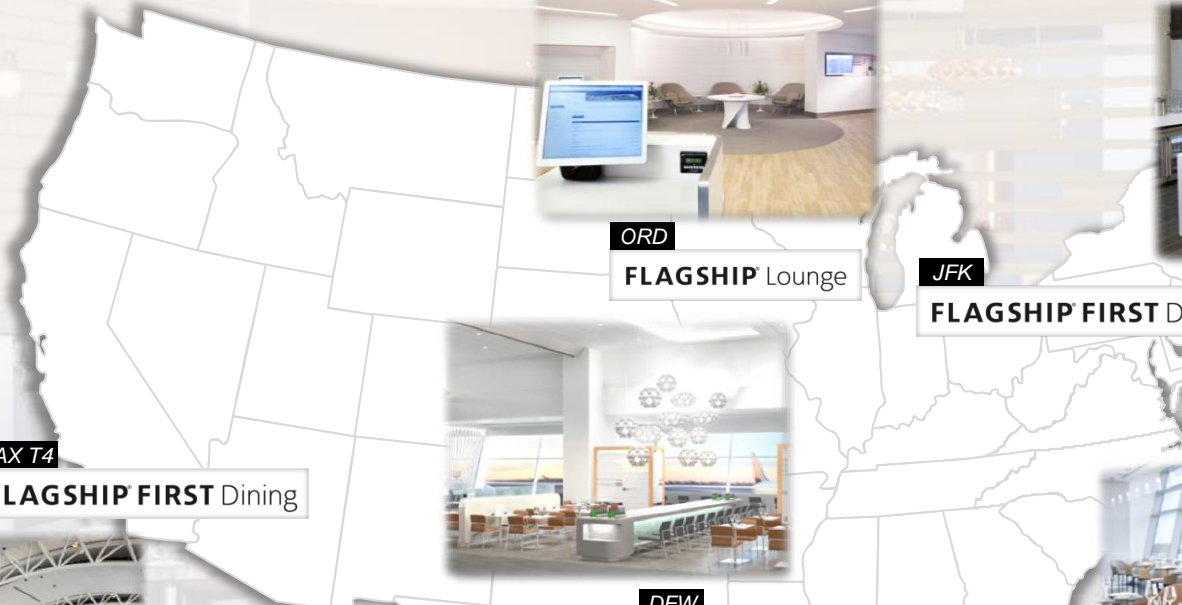 ORD
FLAGSHIP® Lounge
JFK
FLAGSHIP® FIRST D
AX T4
LAGSHIP® FIRST Dining
DFW